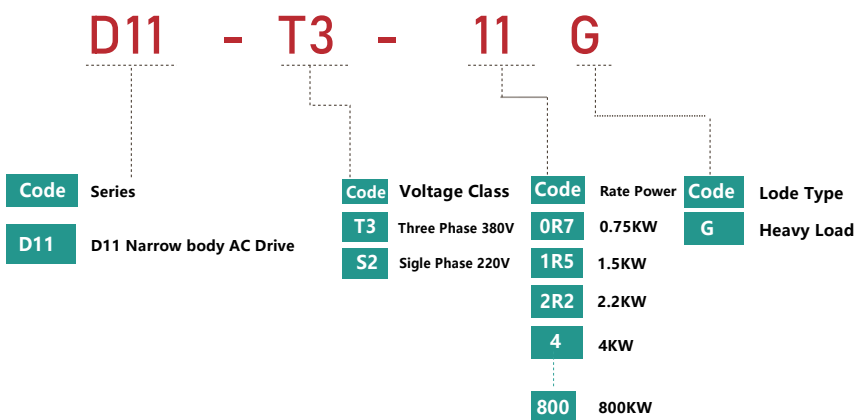 D11 - T3 - 11 G
Code Series
D11 D11 Narrow body AC Drive
Code Voltage Class
T3 Three Phase 380V
S2 Sigle Phase 220V
Code Rate Power
0R7 0.75KW
1R5 1.5KW
2R2 2.2KW
4 4KW
800 800KW
Code Lode Type
G Heavy Load